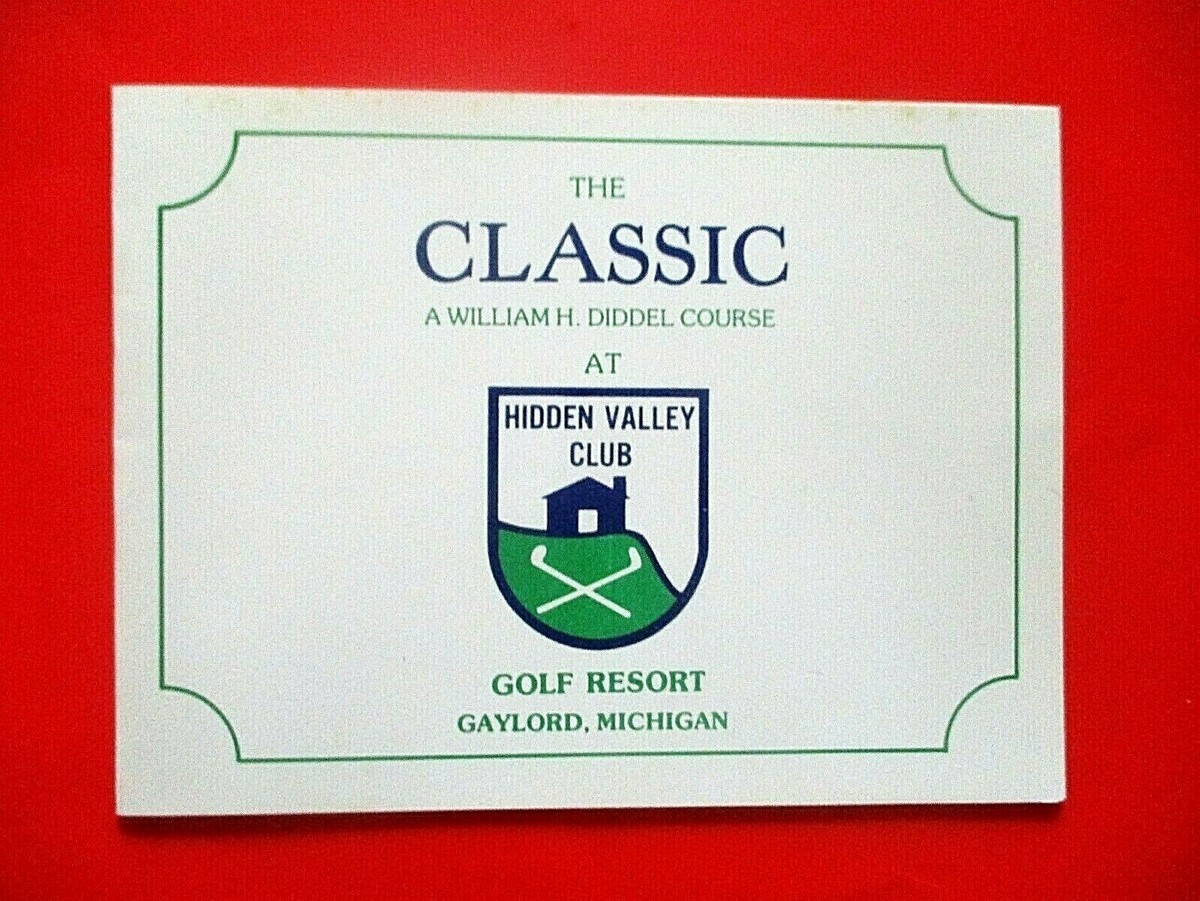 THE
CLASSIC
A WILLIAM H. DIDDEL COURSE
AT
HIDDEN VALLEY
CLUB
GOLF RESORT
GAYLORD, MICHIGAN